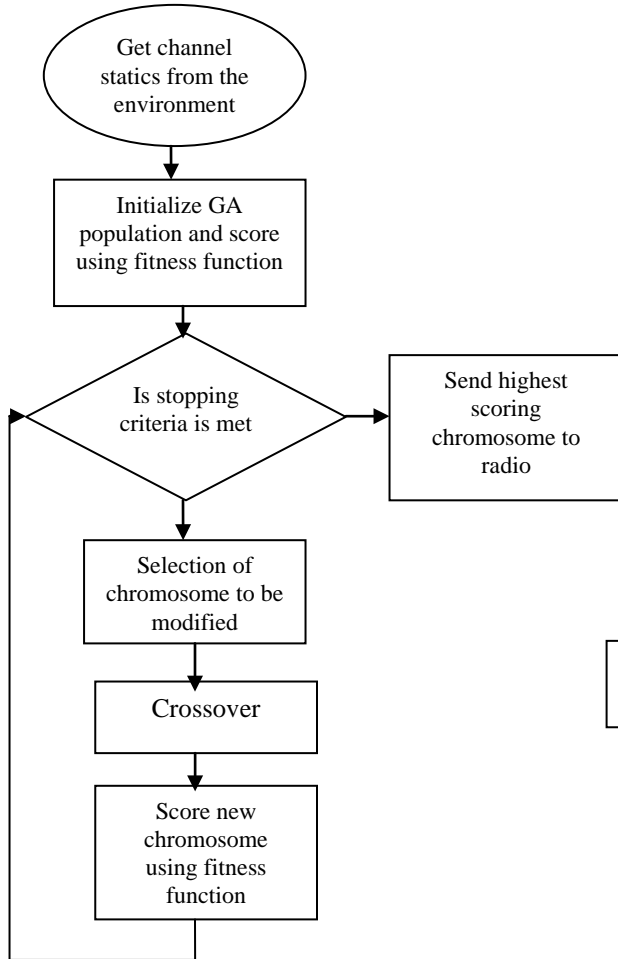 Get channel
statics from the
environment
Initialize GA
population and score
using fitness function
Is stopping
criteria is met
Send highest
scoring
chromosome to
radio
Selection of
chromosome to be
modified
Crossover
Score new
chromosome
using fitness
function